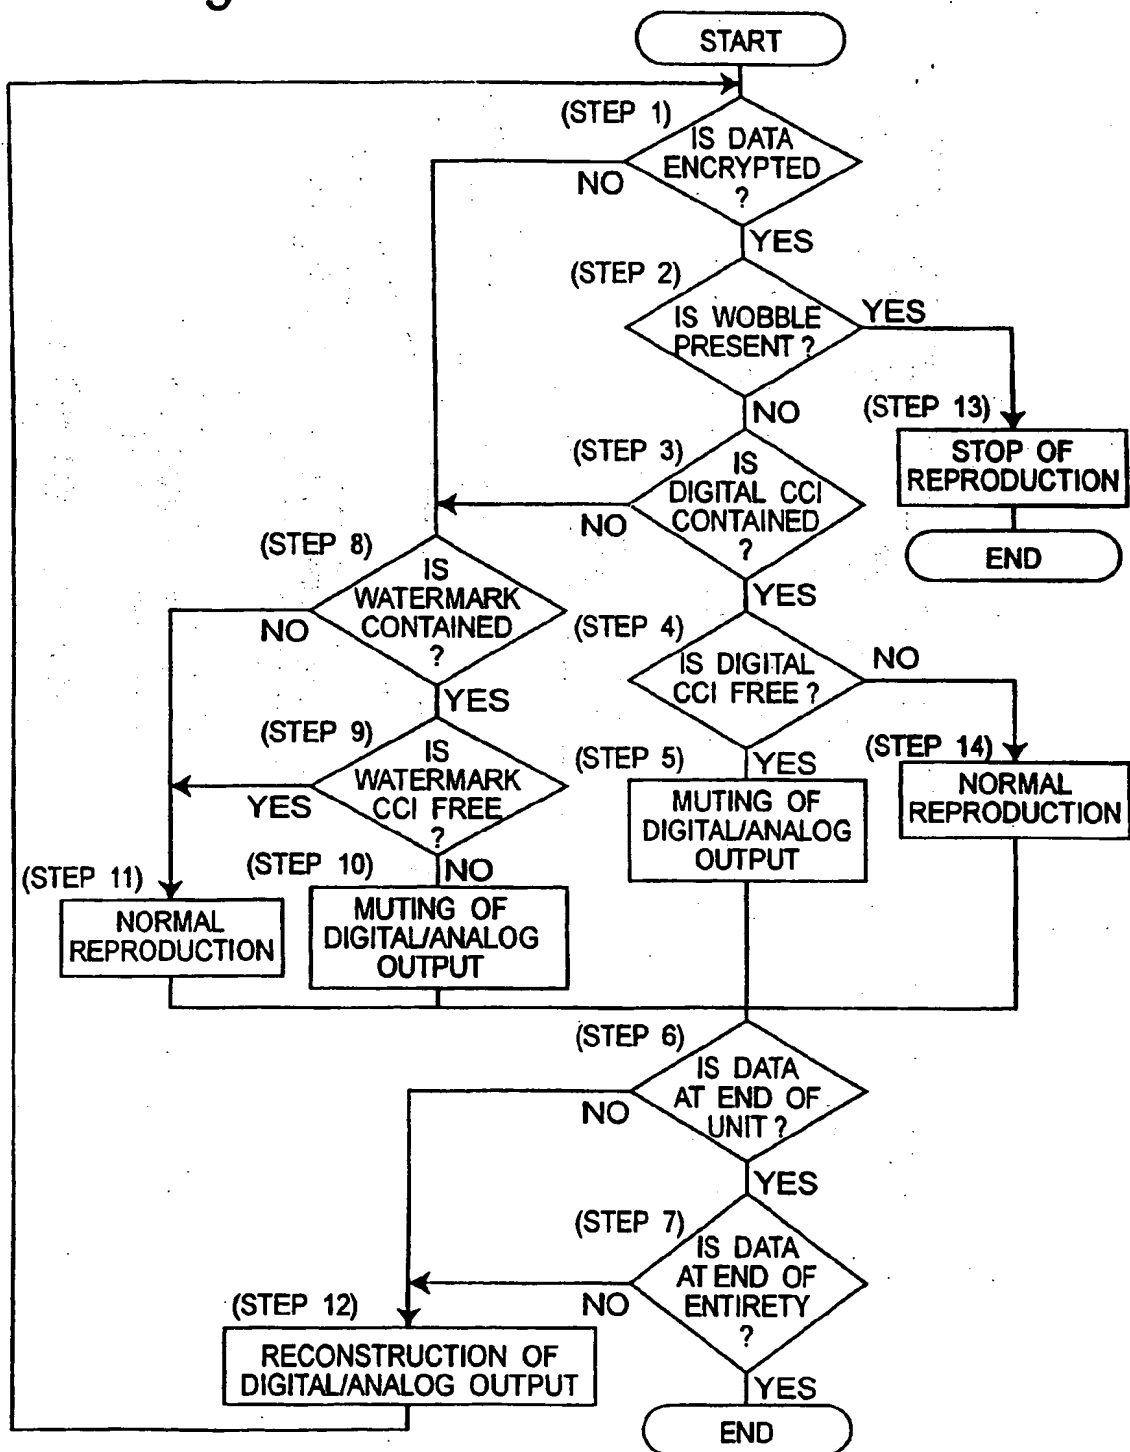 START
(STEP 1)
IS DATA
ENCRYPTED
?
NO
YES
(STEP 2)
IS WOBBLE
PRESENT ?
YES
NO
(STEP 13)
STOP OF
REPRODUCTION
END
(STEP 3)
IS
DIGITAL CCI
CONTAINED
?
NO
YES
(STEP 8)
IS
WATERMARK
CONTAINED
?
NO
YES
(STEP 4)
IS DIGITAL
CCI FREE ?
NO
YES
(STEP 14)
NORMAL
REPRODUCTION
(STEP 9)
IS
WATERMARK
CCI FREE
?
YES
NO
(STEP 5)
MUTING OF
DIGITAL/ANALOG
OUTPUT
(STEP 11)
NORMAL
REPRODUCTION
(STEP 10)
MUTING OF
DIGITAL/ANALOG
OUTPUT
(STEP 6)
IS DATA
AT END OF
UNIT ?
NO
YES
(STEP 7)
IS DATA
AT END OF
ENTIRETY
?
NO
YES
(STEP 12)
RECONSTRUCTION OF
DIGITAL/ANALOG OUTPUT
END